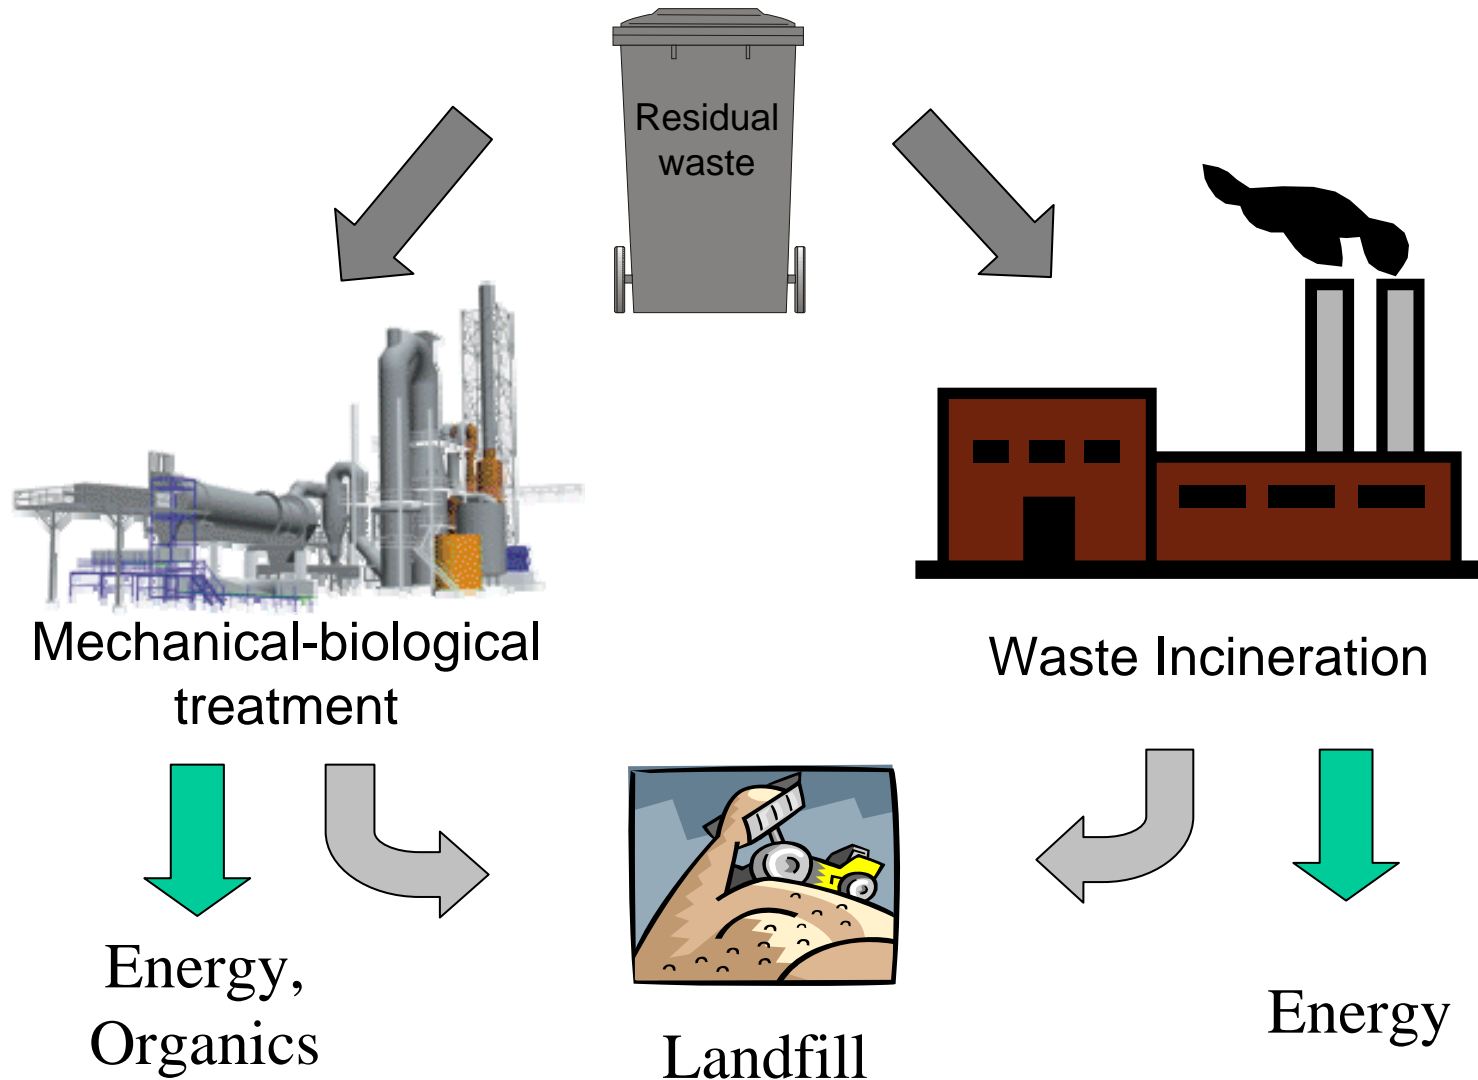 Residual
waste
Mechanical-biological
treatment
Waste Incineration
Energy,
Organics
Landfill
Energy